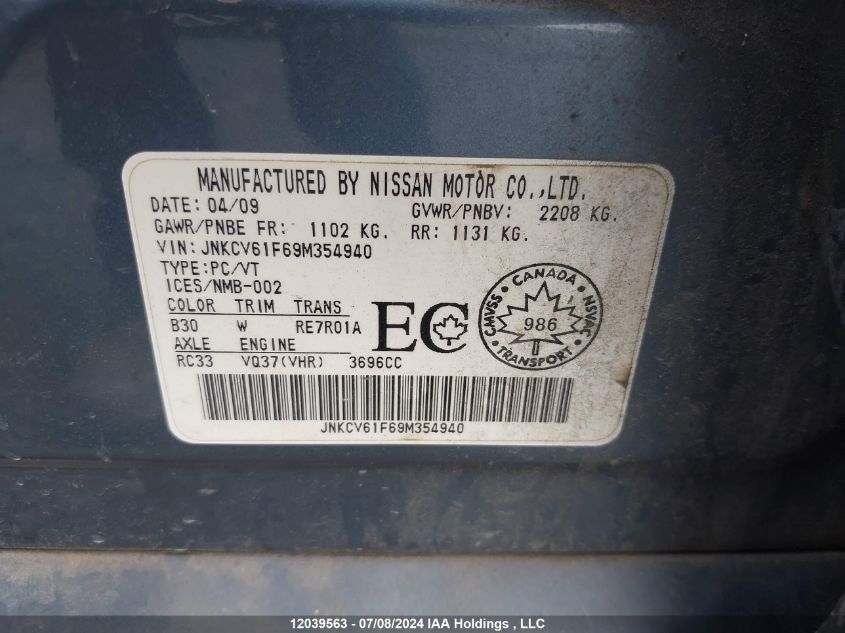 MANUFACTURED BY NISSAN MOTOR CO.,LTD.
DATE: 04/09 GVWR/PNBV: 2208 KG.
GAWR/PNBE FR: 1102 KG. RR: 1131 KG.
VIN: JNKCV61F69M354940
TYPE:PC/VT
ICES/NMB-002
COLOR TRIM TRANS
B30 W RE7R01A
AXLE ENGINE
RC33 VQ37(VHR) 3696CC
EC
CANADA
CMVSS NSVAC
986
TRANSPORT
JNKCV61F69M354940
12039563 - 07/08/2024 IAA Holdings , LLC